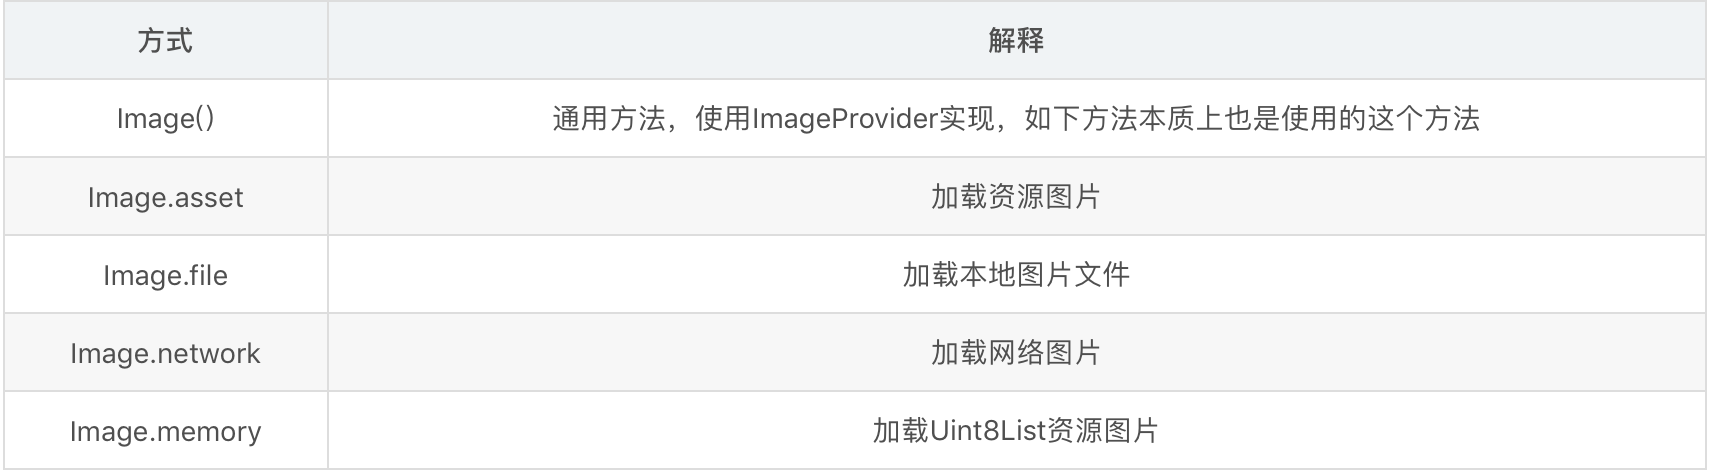 方式 解释
Image() 通用方法，使用ImageProvider实现，如下方法本质上也是使用的这个方法
Image.asset 加载资源图片
Image.file 加载本地图片文件
Image.network 加载网络图片
Image.memory 加载Uint8List资源图片